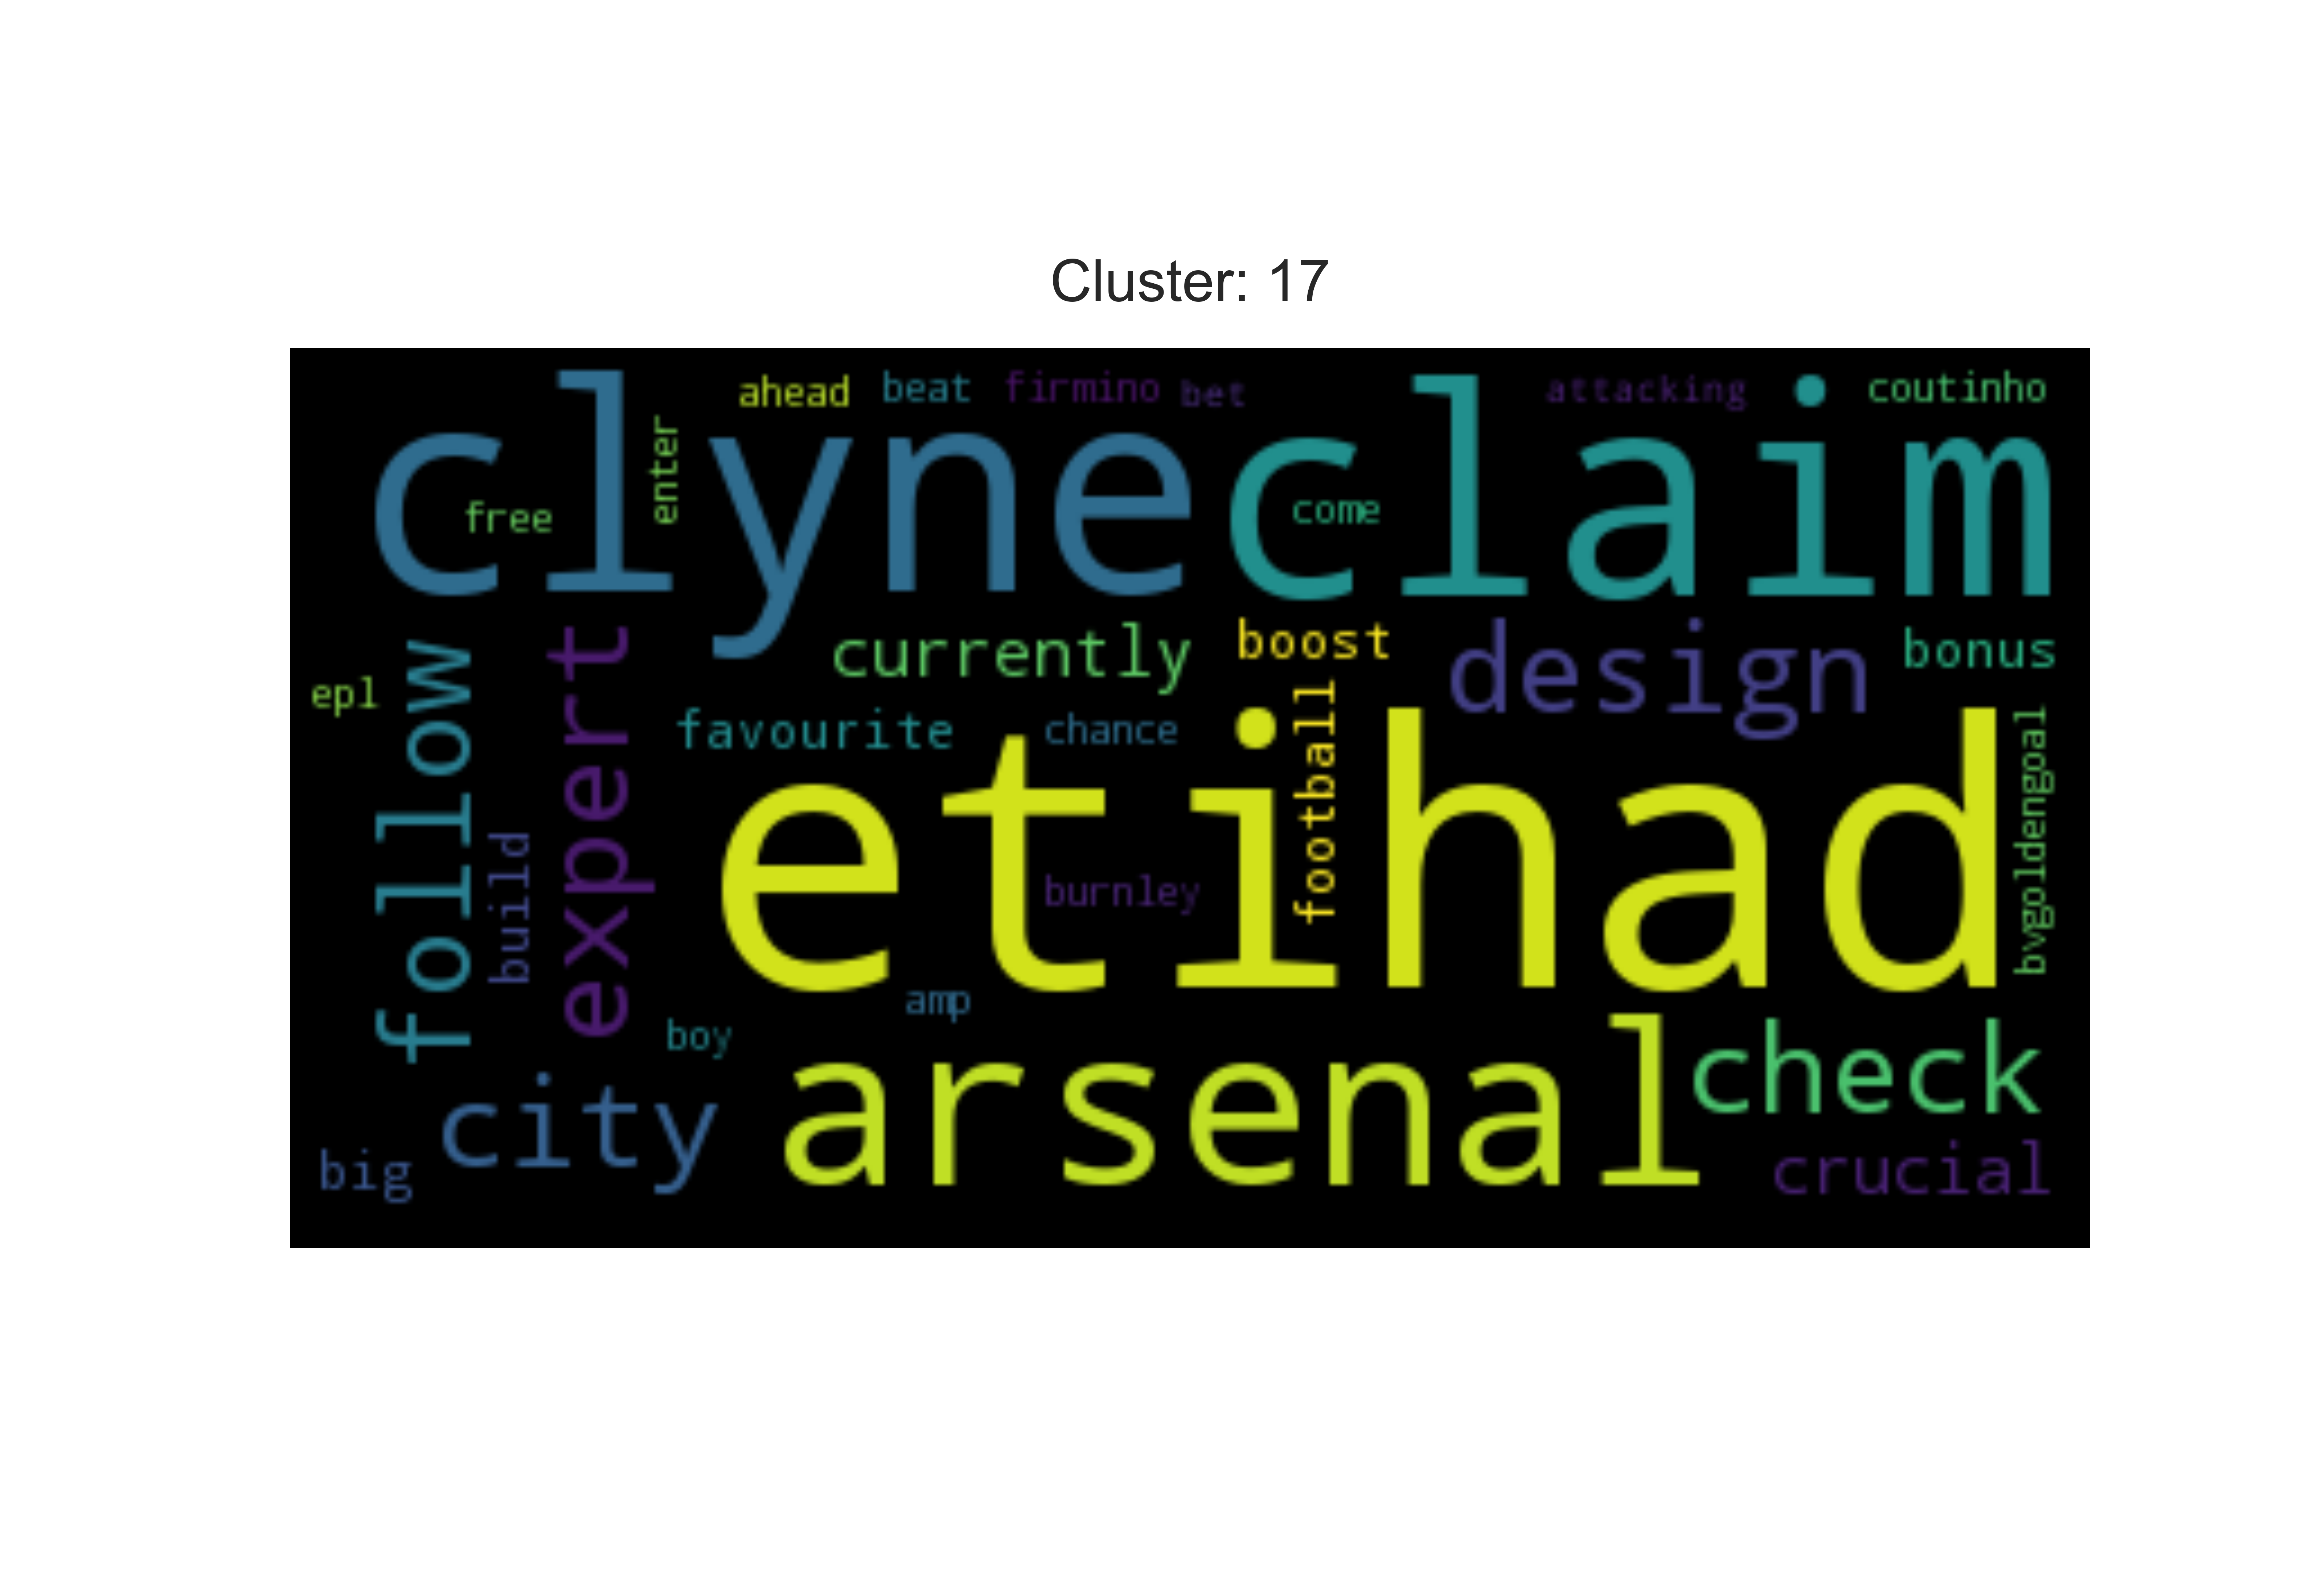 Cluster: 17
ahead
beat
firmino
bet
attacking
coutinho
clyne
claim
enter
free
come
follow
expert
currently
boost
design
bonus
epl
favourite
chance
football
etihad
bvgoldengoal
build
burnley
amp
boy
arsenal
check
city
big
crucial